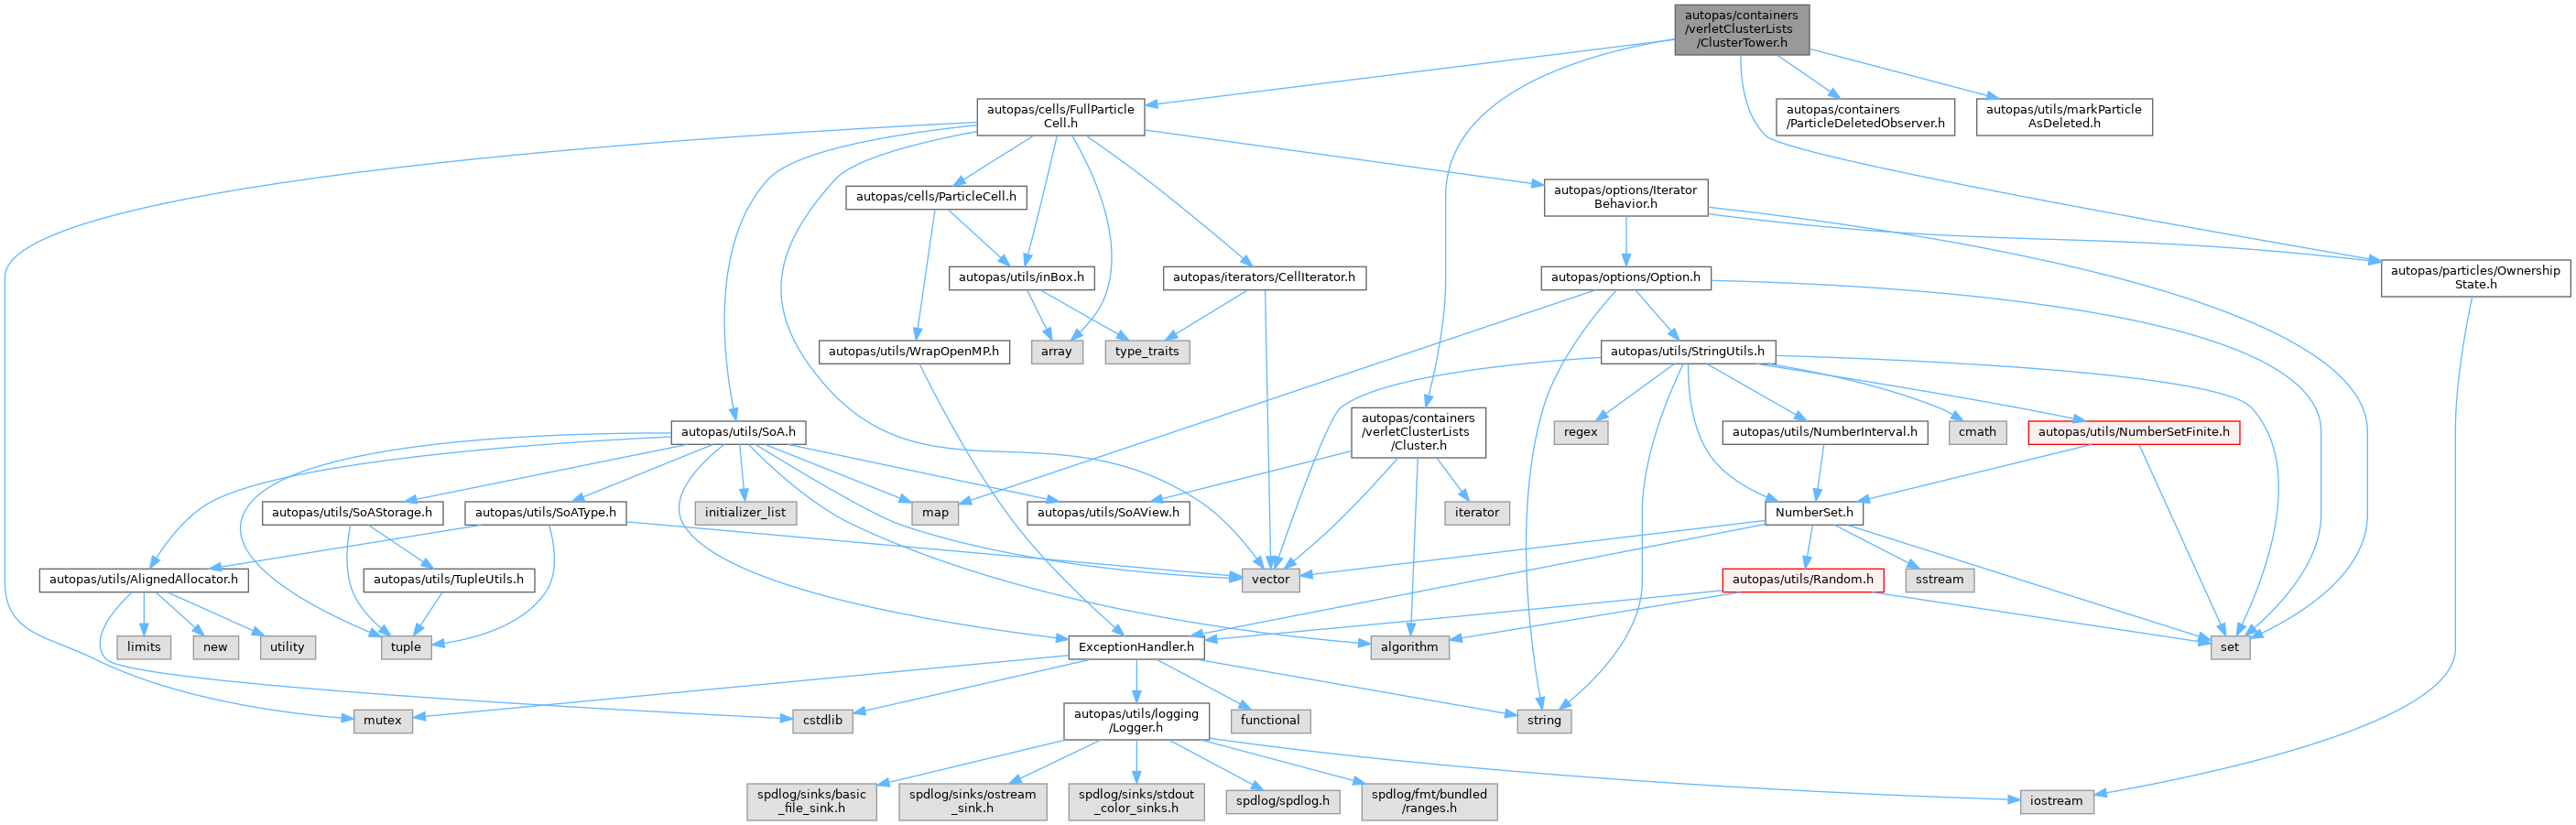 autopas/containers
/verletClusterLists
/ClusterTower.h
autopas/cells/FullParticle
Cell.h
autopas/containers
/ParticleDeletedObserver.h
autopas/utils/markParticle
AsDeleted.h
autopas/cells/ParticleCell.h
autopas/options/Iterator
Behavior.h
autopas/utils/inBox.h
autopas/iterators/CellIterator.h
autopas/options/Option.h
autopas/particles/Ownership
State.h
autopas/utils/WrapOpenMP.h
array
type_traits
autopas/utils/StringUtils.h
autopas/utils/SoA.h
autopas/containers
/verletClusterLists
/Cluster.h
regex
autopas/utils/NumberInterval.h
cmath
autopas/utils/NumberSetFinite.h
autopas/utils/SoAStorage.h
autopas/utils/SoAType.h
initializer_list
map
autopas/utils/SoAView.h
iterator
NumberSet.h
autopas/utils/AlignedAllocator.h
autopas/utils/TupleUtils.h
vector
autopas/utils/Random.h
sstream
limits
new
utility
tuple
ExceptionHandler.h
algorithm
set
mutex
cstdlib
autopas/utils/logging
/Logger.h
functional
string
spdlog/sinks/basic
_file_sink.h
spdlog/sinks/ostream
_sink.h
spdlog/sinks/stdout
_color_sinks.h
spdlog/spdlog.h
spdlog/fmt/bundled
/ranges.h
iostream